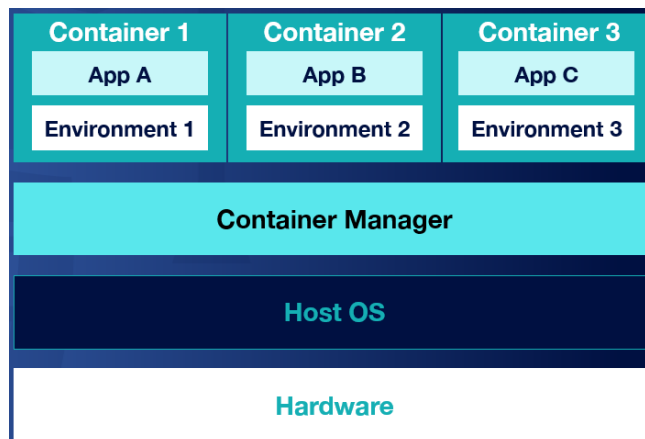 Container 1 Container 2 Container 3
App A App B App C
Environment 1 Environment 2 Environment 3
Container Manager
Host OS
Hardware